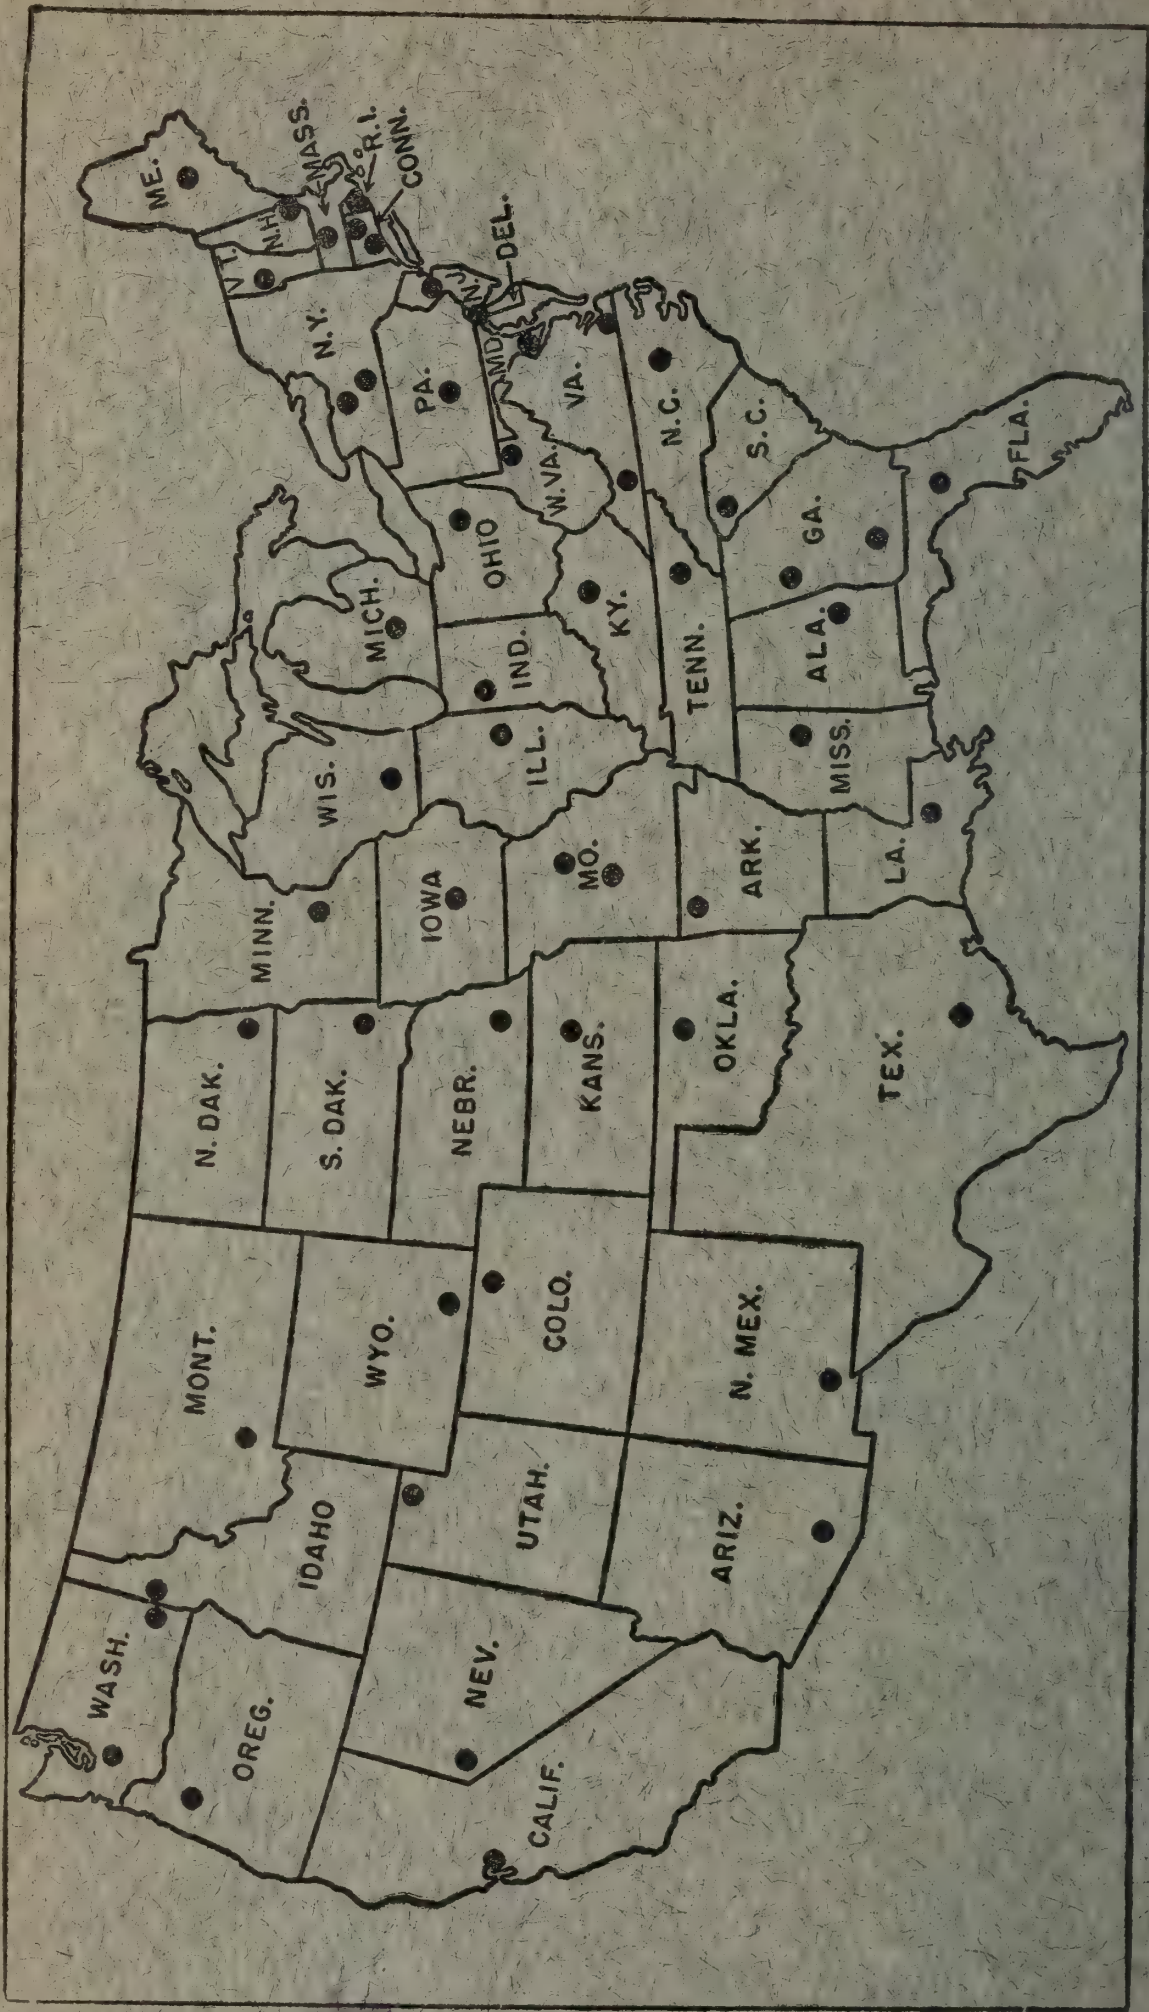 WASH.
OREG.
CALIF.
NEV.
IDAHO
MONT.
WYO.
UTAH.
ARIZ.
COLO.
N. MEX.
N. DAK.
S. DAK.
NEBR.
KANS.
OKLA.
TEX.
MINN.
IOWA
MO.
ARK.
LA.
WIS.
ILL.
MICH.
IND.
OHIO
KY.
TENN.
MISS.
ALA.
GA.
FLA.
S.C.
N.C.
VA.
W.VA.
PA.
N.Y.
MD
DEL.
N.J.
VT.
N.H.
ME.
MASS.
R.I.
CONN.